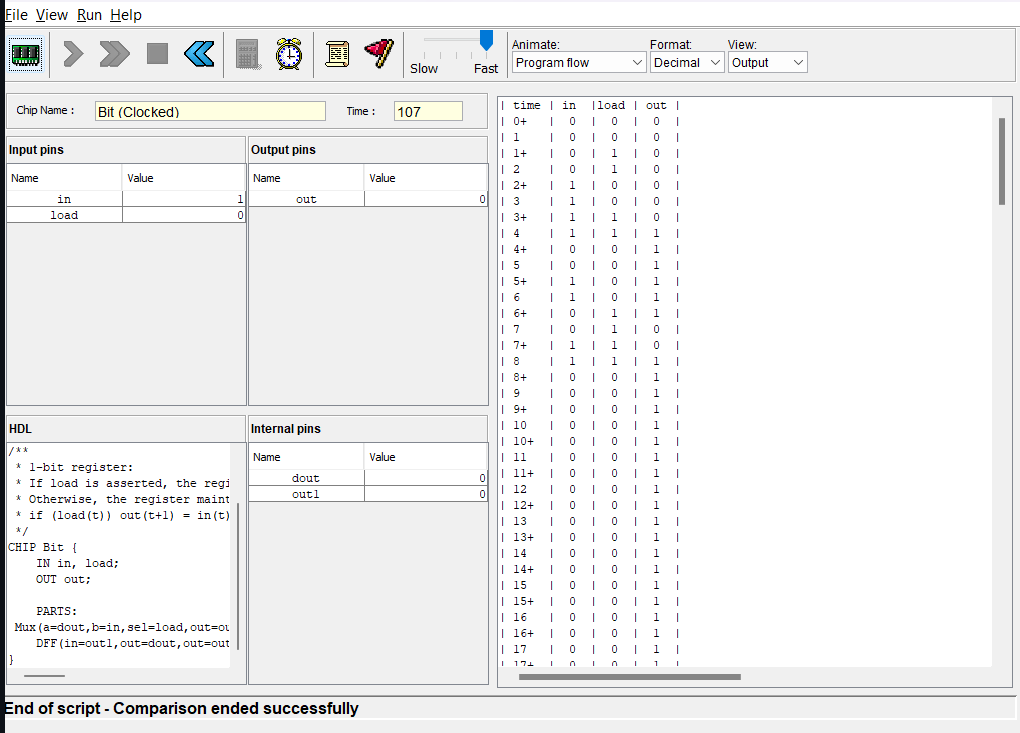 File View Run Help
Slow Fast
Animate: Format: View:
Program flow Decimal Output
Chip Name : Bit (Clocked) Time : 107
Input pins
Name Value
in 1
load 0
Output pins
Name Value
out 0
HDL
/**
* 1-bit register:
* If load is asserted, the regi
* Otherwise, the register maint
* if (load(t)) out(t+1) = in(t)
*/
CHIP Bit {
IN in, load;
OUT out;
PARTS:
Mux(a=dout,b=in,sel=load,out=ou
DFF(in=out1,out=dout,out=out
}
Internal pins
Name Value
dout 0
out1 0
| time | in |load | out |
| 0+ | 0 | 0 | 0 |
| 1 | 0 | 0 | 0 |
| 1+ | 0 | 1 | 0 |
| 2 | 0 | 1 | 0 |
| 2+ | 1 | 0 | 0 |
| 3 | 1 | 0 | 0 |
| 3+ | 1 | 1 | 0 |
| 4 | 1 | 1 | 1 |
| 4+ | 0 | 0 | 1 |
| 5 | 0 | 0 | 1 |
| 5+ | 1 | 0 | 1 |
| 6 | 1 | 0 | 1 |
| 6+ | 0 | 1 | 1 |
| 7 | 0 | 1 | 0 |
| 7+ | 1 | 1 | 0 |
| 8 | 1 | 1 | 1 |
| 8+ | 0 | 0 | 1 |
| 9 | 0 | 0 | 1 |
| 9+ | 0 | 0 | 1 |
| 10 | 0 | 0 | 1 |
| 10+ | 0 | 0 | 1 |
| 11 | 0 | 0 | 1 |
| 11+ | 0 | 0 | 1 |
| 12 | 0 | 0 | 1 |
| 12+ | 0 | 0 | 1 |
| 13 | 0 | 0 | 1 |
| 13+ | 0 | 0 | 1 |
| 14 | 0 | 0 | 1 |
| 14+ | 0 | 0 | 1 |
| 15 | 0 | 0 | 1 |
| 15+ | 0 | 0 | 1 |
| 16 | 0 | 0 | 1 |
| 16+ | 0 | 0 | 1 |
| 17 | 0 | 0 | 1 |
| 17+ | 0 | 0 | 1 |
End of script - Comparison ended successfully